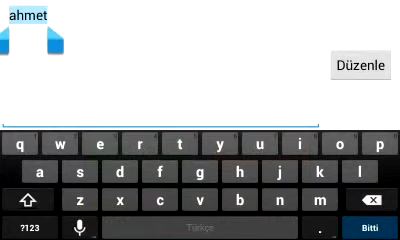 ahmet
Düzenle
q w e r t y u i o p
a s d f g h j k l
z x c v b n m
?123 Türkçe . Bitti